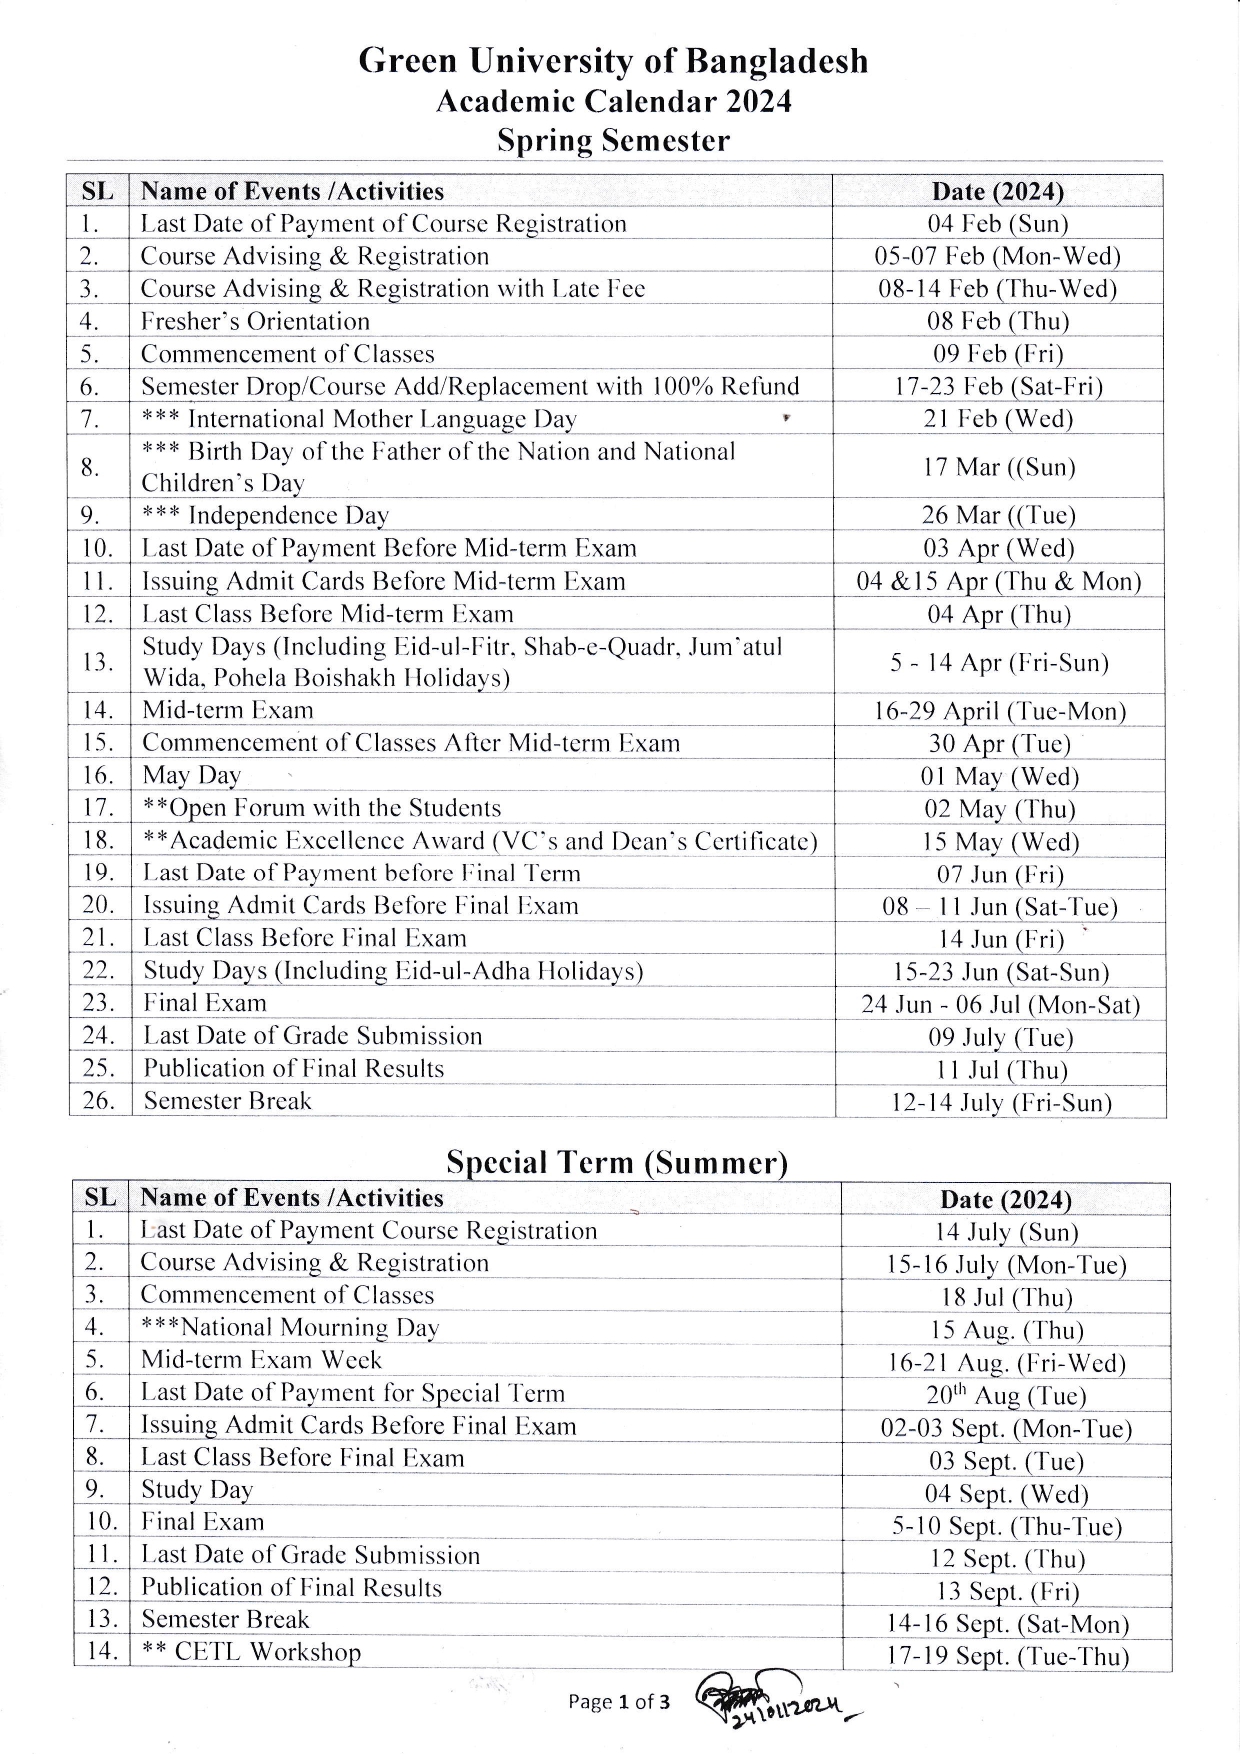 Green University of Bangladesh
Academic Calendar 2024
Spring Semester
SL Name of Events /Activities Date (2024)
1. Last Date of Payment of Course Registration 04 Feb (Sun)
2. Course Advising & Registration 05-07 Feb (Mon-Wed)
3. Course Advising & Registration with Late Fee 08-14 Feb (Thu-Wed)
4. Fresher's Orientation 08 Feb (Thu)
5. Commencement of Classes 09 Feb (Fri)
6. Semester Drop/Course Add/Replacement with 100% Refund 17-23 Feb (Sat-Fri)
7. *** International Mother Language Day 21 Feb (Wed)
8. *** Birth Day of the Father of the Nation and National
Children's Day 17 Mar ((Sun)
9. *** Independence Day 26 Mar ((Tue)
10. Last Date of Payment Before Mid-term Exam 03 Apr (Wed)
11. Issuing Admit Cards Before Mid-term Exam 04 &15 Apr (Thu & Mon)
12. Last Class Before Mid-term Exam 04 Apr (Thu)
13. Study Days (Including Eid-ul-Fitr, Shab-e-Quadr, Jum'atul
Wida, Pohela Boishakh Holidays) 5 - 14 Apr (Fri-Sun)
14. Mid-term Exam 16-29 April (Tue-Mon)
15. Commencement of Classes After Mid-term Exam 30 Apr (Tue)
16. May Day 01 May (Wed)
17. **Open Forum with the Students 02 May (Thu)
18. **Academic Excellence Award (VC's and Dean's Certificate) 15 May (Wed)
19. Last Date of Payment before Final Term 07 Jun (Fri)
20. Issuing Admit Cards Before Final Exam 08 – 11 Jun (Sat-Tue)
21. Last Class Before Final Exam 14 Jun (Fri)
22. Study Days (Including Eid-ul-Adha Holidays) 15-23 Jun (Sat-Sun)
23. Final Exam 24 Jun - 06 Jul (Mon-Sat)
24. Last Date of Grade Submission 09 July (Tue)
25. Publication of Final Results 11 Jul (Thu)
26. Semester Break 12-14 July (Fri-Sun)
Special Term (Summer)
SL Name of Events /Activities Date (2024)
1. Last Date of Payment Course Registration 14 July (Sun)
2. Course Advising & Registration 15-16 July (Mon-Tue)
3. Commencement of Classes 18 Jul (Thu)
4. ***National Mourning Day 15 Aug. (Thu)
5. Mid-term Exam Week 16-21 Aug. (Fri-Wed)
6. Last Date of Payment for Special Term 20th Aug (Tue)
7. Issuing Admit Cards Before Final Exam 02-03 Sept. (Mon-Tue)
8. Last Class Before Final Exam 03 Sept. (Tue)
9. Study Day 04 Sept. (Wed)
10. Final Exam 5-10 Sept. (Thu-Tue)
11. Last Date of Grade Submission 12 Sept. (Thu)
12. Publication of Final Results 13 Sept. (Fri)
13. Semester Break 14-16 Sept. (Sat-Mon)
14. ** CETL Workshop 17-19 Sept. (Tue-Thu)
Page 1 of 3
24/01/2024